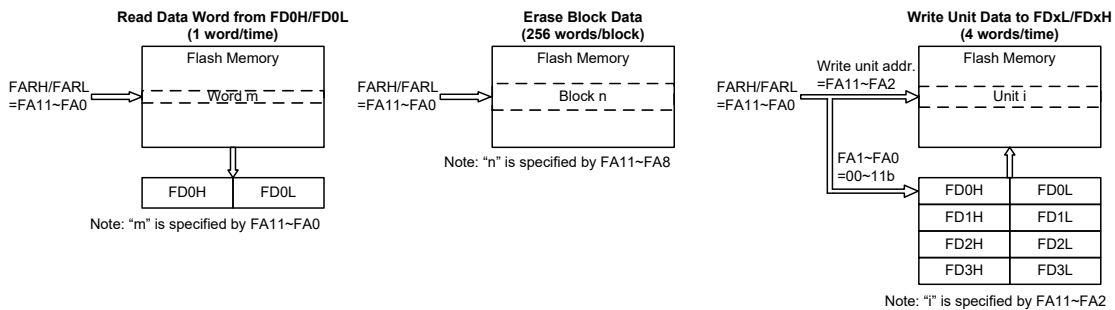 Read Data Word from FD0H/FD0L
(1 word/time)
Flash Memory
FARH/FARL
=FA11~FA0
Word m
FD0H
FD0L
Note: “m” is specified by FA11~FA0
Erase Block Data
(256 words/block)
Flash Memory
FARH/FARL
=FA11~FA0
Block n
Note: “n” is specified by FA11~FA8
Write Unit Data to FDxL/FDxH
(4 words/time)
Flash Memory
FARH/FARL
=FA11~FA0
Write unit addr.
=FA11~FA2
Unit i
FA1~FA0
=00~11b
FD0H
FD0L
FD1H
FD1L
FD2H
FD2L
FD3H
FD3L
Note: “i” is specified by FA11~FA2